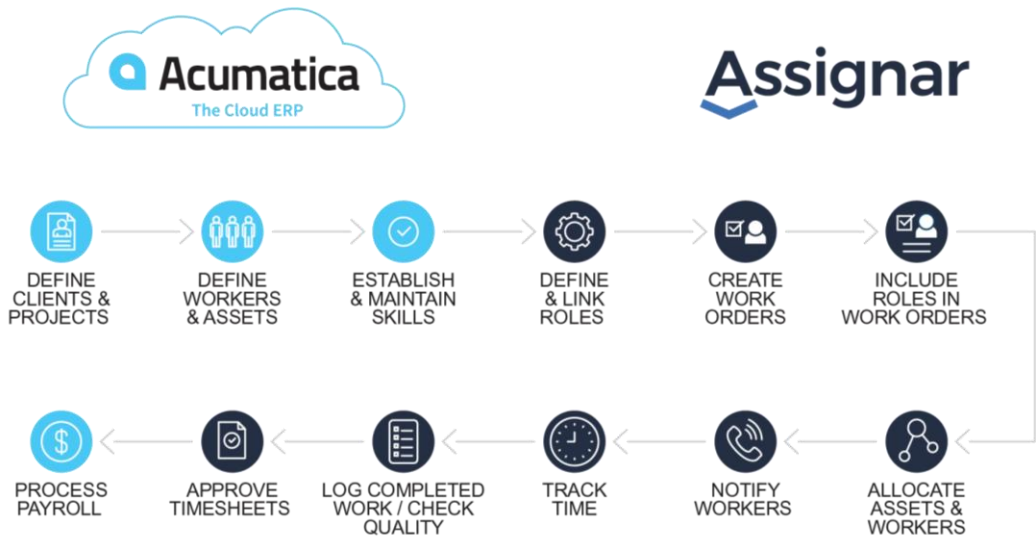 Acumatica
The Cloud ERP
Assignar
DEFINE
CLIENTS &
PROJECTS
DEFINE
WORKERS
& ASSETS
ESTABLISH
& MAINTAIN
SKILLS
DEFINE
& LINK
ROLES
CREATE
WORK
ORDERS
INCLUDE
ROLES IN
WORK ORDERS
$
PROCESS
PAYROLL
APPROVE
TIMESHEETS
LOG COMPLETED
WORK / CHECK
QUALITY
TRACK
TIME
NOTIFY
WORKERS
ALLOCATE
ASSETS &
WORKERS